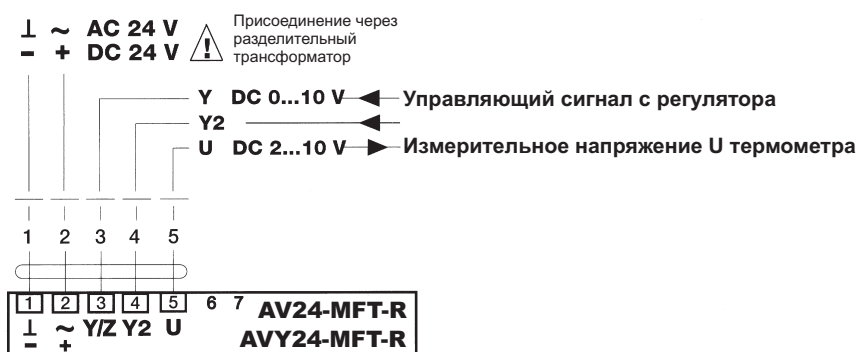 ⊥ ~ AC 24 V
– + DC 24 V
Присоединение через
разделительный
трансформатор
Y DC 0...10 V Управляющий сигнал с регулятора
Y2
U DC 2...10 V Измерительное напряжение U термометра
1 2 3 4 5
1 2 3 4 5 6 7 AV24-MFT-R
⊥ ~ Y/Z Y2 U
– + AVY24-MFT-R